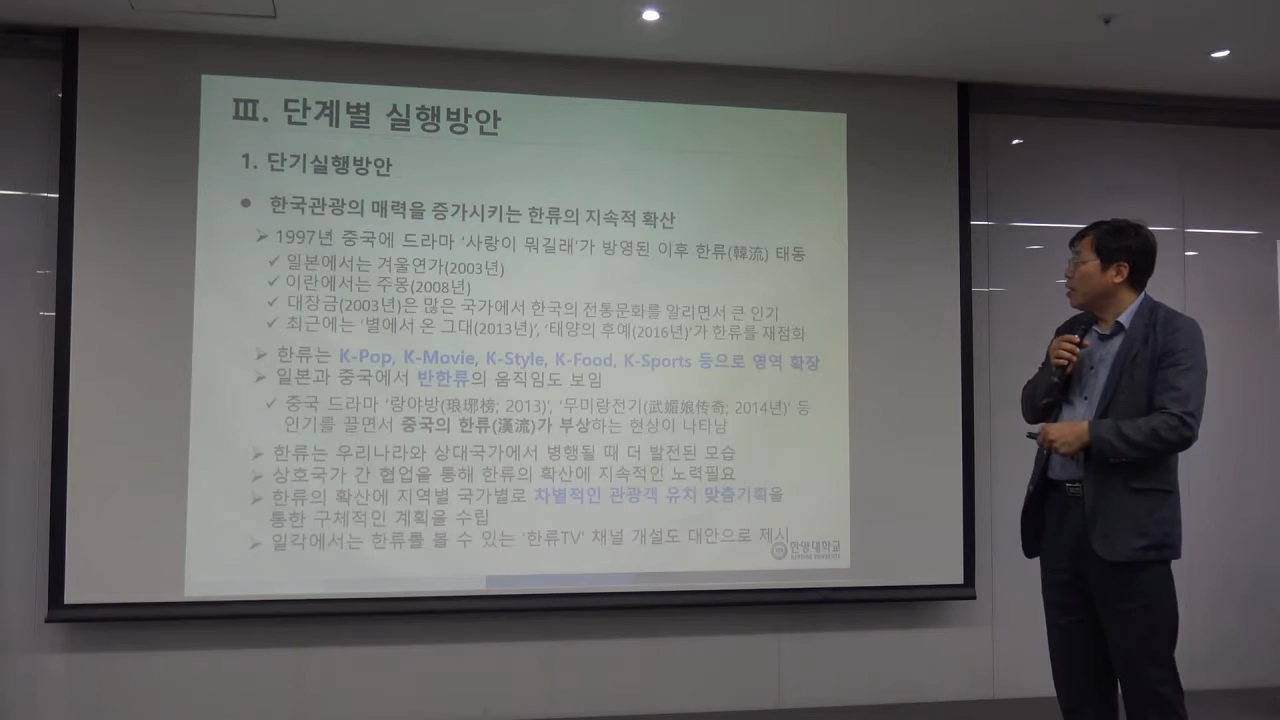 Ⅲ. 단계별 실행방안
1. 단기실행방안
● 한국관광의 매력을 증가시키는 한류의 지속적 확산
➢ 1997년 중국에 드라마 '사랑이 뭐길래'가 방영된 이후 한류(韓流) 태동
✓ 일본에서는 겨울연가(2003년)
✓ 이란에서는 주몽(2008년)
✓ 대장금(2003년)은 많은 국가에서 한국의 전통문화를 알리면서 큰 인기
✓ 최근에는 '별에서 온 그대(2013년)', '태양의 후예(2016년)'가 한류를 재점화
➢ 한류는 K-Pop, K-Movie, K-Style, K-Food, K-Sports 등으로 영역 확장
➢ 일본과 중국에서 반한류의 움직임도 보임
✓ 중국 드라마 '랑야방(琅琊榜; 2013)', '무미랑전기(武媚娘传奇; 2014년)' 등
인기를 끌면서 중국의 한류(漢流)가 부상하는 현상이 나타남
➢ 한류는 우리나라와 상대국가에서 병행될 때 더 발전된 모습
➢ 상호국가 간 협업을 통해 한류의 확산에 지속적인 노력필요
➢ 한류의 확산에 지역별 국가별로 차별적인 관광객 유치 맞춤기획을
통한 구체적인 계획을 수립
➢ 일각에서는 한류를 볼 수 있는 '한류TV' 채널 개설도 대안으로 제시
한양대학교